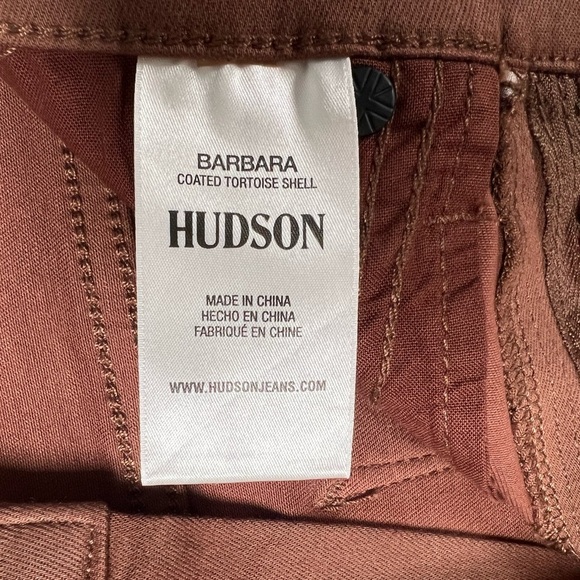 BARBARA
COATED TORTOISE SHELL
HUDSON
MADE IN CHINA
HECHO EN CHINA
FABRIQUÉ EN CHINE
WWW.HUDSONJEANS.COM